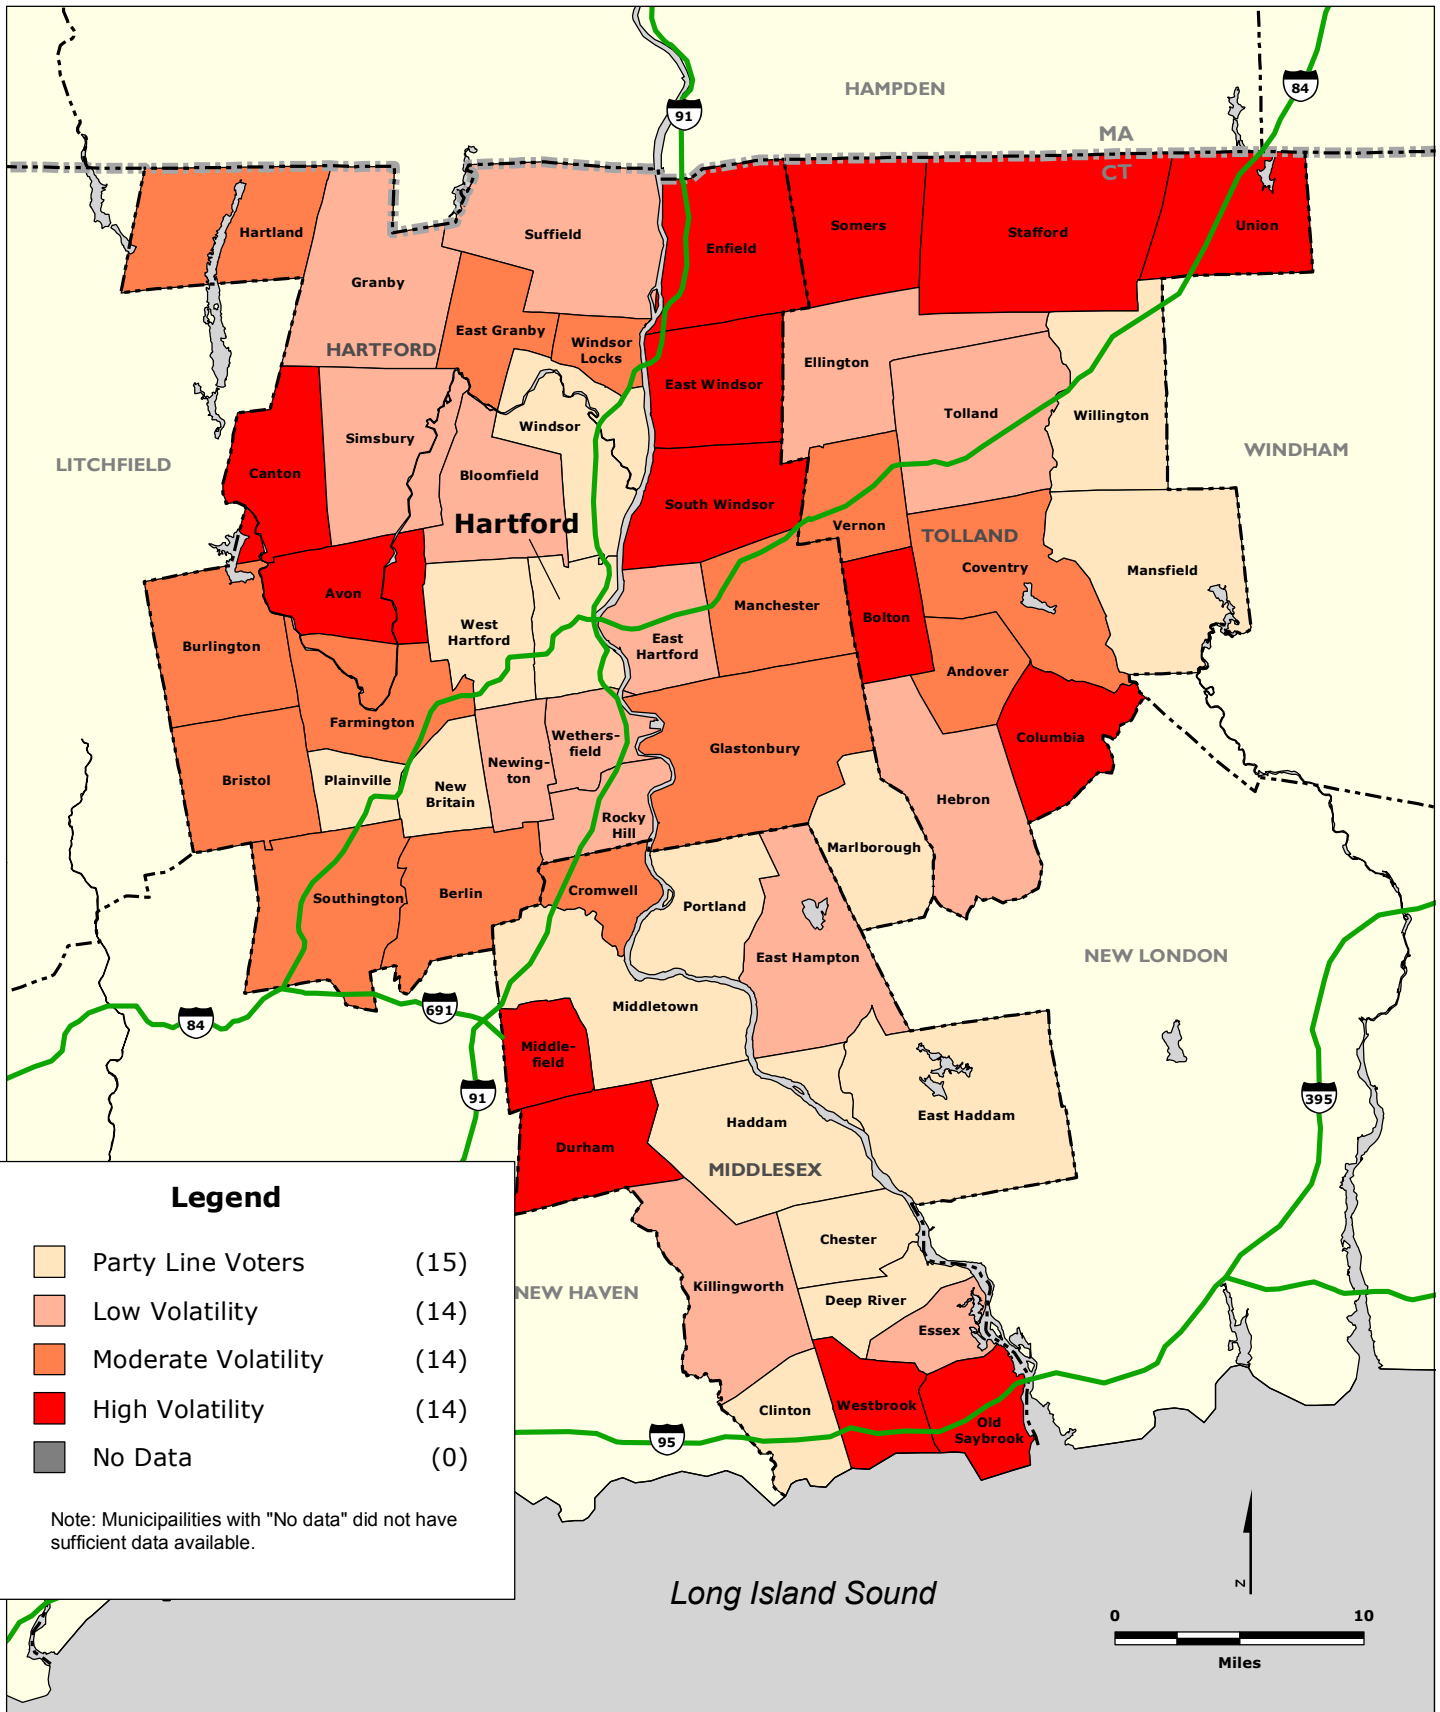 HAMPDEN
84
91
MA
CT
Hartland
Granby
Suffield
Enfield
Somers
Stafford
Union
East Granby
Windsor
Locks
HARTFORD
East Windsor
Ellington
Tolland
Willington
Simsbury
Windsor
Canton
Bloomfield
LITCHFIELD
WINDHAM
South Windsor
Hartford
Vernon
TOLLAND
Coventry
Mansfield
Avon
Manchester
Bolton
West
Hartford
East
Hartford
Burlington
Andover
Farmington
Wethers-
field
Glastonbury
Columbia
Bristol
Plainville
New
Britain
Newing-
ton
Hebron
Rocky
Hill
Marlborough
Southington
Berlin
Cromwell
Portland
East Hampton
NEW LONDON
Middletown
691
84
Middle-
field
91
395
East Haddam
Haddam
Durham
MIDDLESEX
Chester
Killingworth
Deep River
NEW HAVEN
Essex
Clinton
Westbrook
Old
Saybrook
95
Legend
Party Line Voters (15)
Low Volatility (14)
Moderate Volatility (14)
High Volatility (14)
No Data (0)
Note: Municipailities with "No data" did not have
sufficient data available.
Long Island Sound
N
0 10
Miles